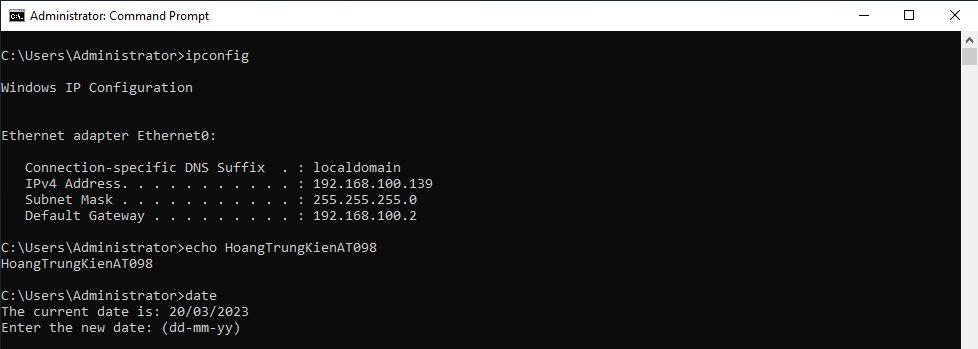 Administrator: Command Prompt
C:\Users\Administrator>ipconfig
Windows IP Configuration
Ethernet adapter Ethernet0:
   Connection-specific DNS Suffix  . : localdomain
   IPv4 Address. . . . . . . . . . . : 192.168.100.139
   Subnet Mask . . . . . . . . . . . : 255.255.255.0
   Default Gateway . . . . . . . . . : 192.168.100.2
C:\Users\Administrator>echo HoangTrungKienAT098
HoangTrungKienAT098
C:\Users\Administrator>date
The current date is: 20/03/2023
Enter the new date: (dd-mm-yy)